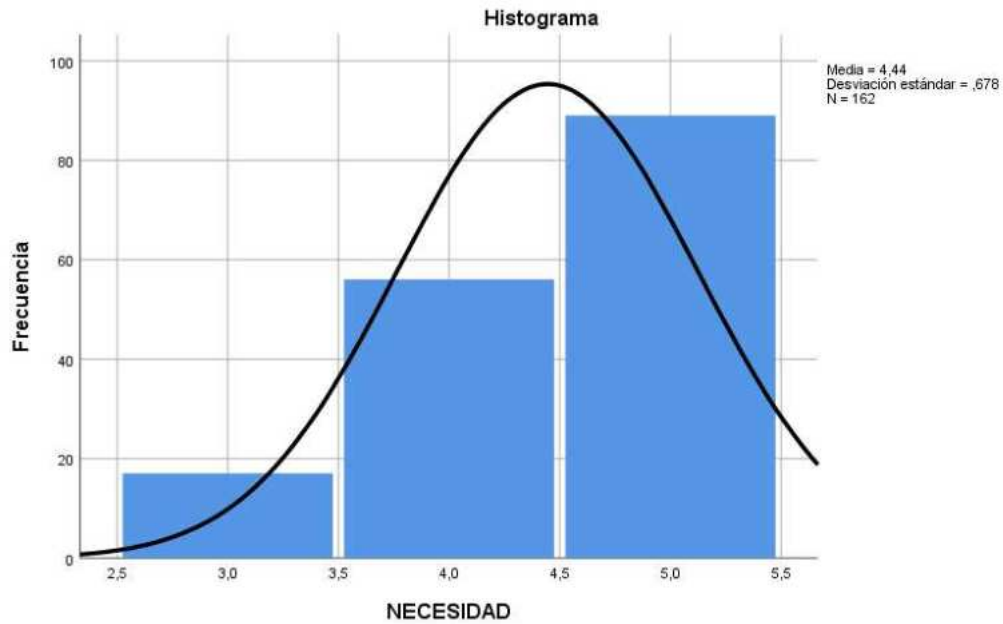 Histograma
Media = 4,44
Desviación estándar = ,678
N = 162
Frecuencia
100
80
60
40
20
0
2,5 3,0 3,5 4,0 4,5 5,0 5,5
NECESIDAD